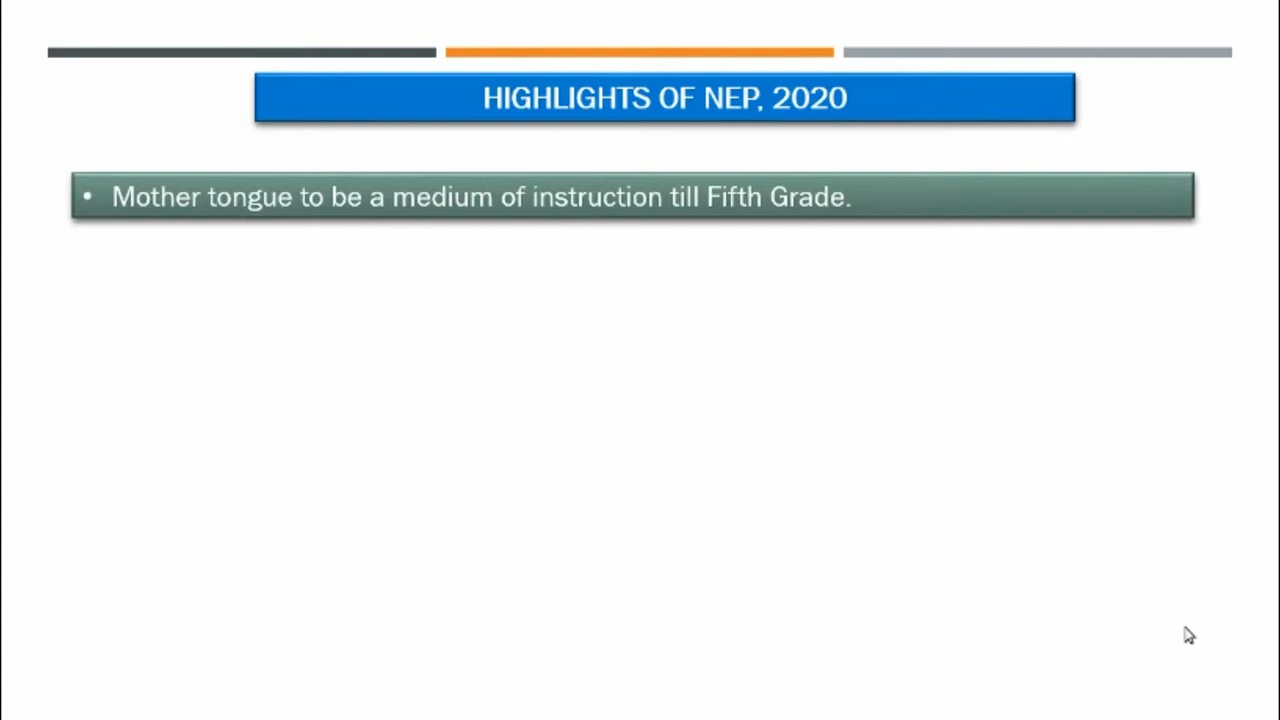 HIGHLIGHTS OF NEP, 2020
• Mother tongue to be a medium of instruction till Fifth Grade.